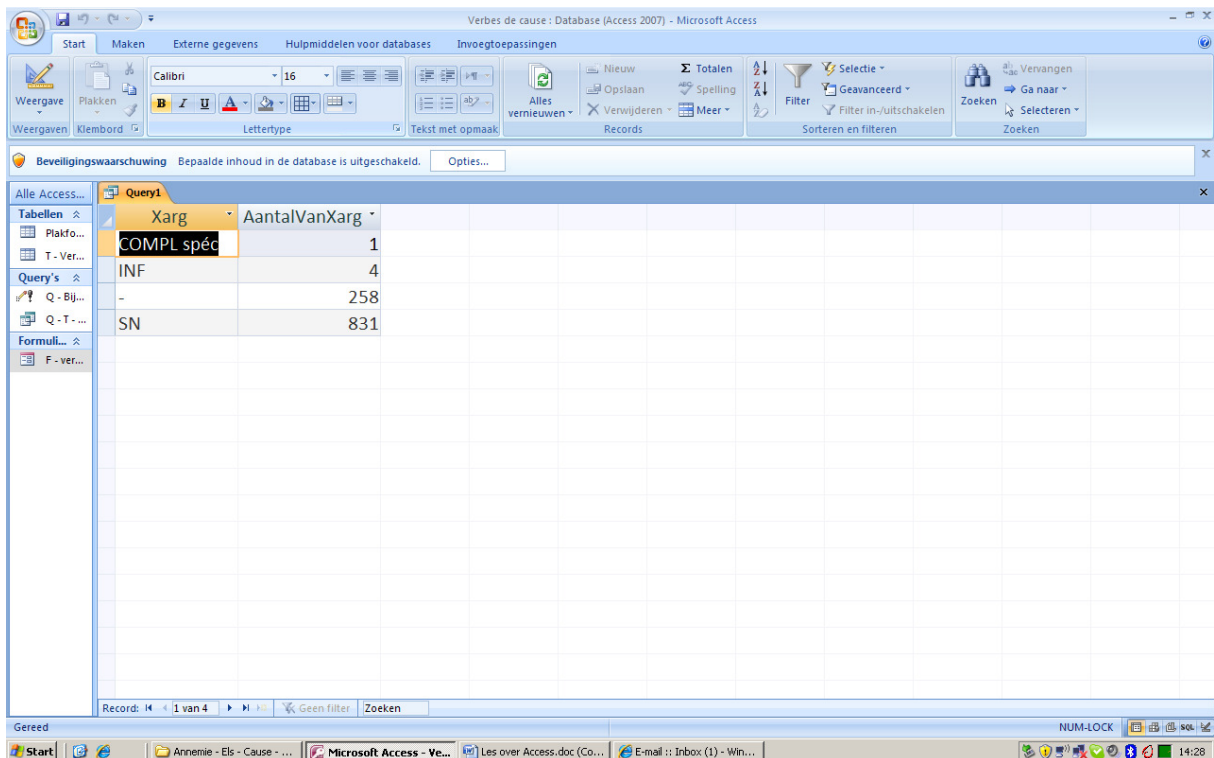 Verbes de cause : Database (Access 2007) - Microsoft Access
Start Maken Externe gegevens Hulpmiddelen voor databases Invoegtoepassingen
Weergave
Weergaven
Plakken
Klembord
Calibri 16
B I U A
Lettertype
Tekst met opmaak
Alles vernieuwen
Nieuw Totalen
Opslaan Spelling
Verwijderen Meer
Records
Filter
Selectie
Geavanceerd
Filter in-/uitschakelen
Sorteren en filteren
Zoeken
Vervangen
Ga naar
Selecteren
Zoeken
Beveiligingswaarschuwing Bepaalde inhoud in de database is uitgeschakeld. Opties...
Alle Access...
Tabellen
Plakfo...
T - Ver...
Query's
Q - Bij...
Q - T - ...
Formuli...
F - ver...
Query1
Xarg AantalVanXarg
COMPL spéc 1
INF 4
- 258
SN 831
Record: 1 van 4 Geen filter Zoeken
Gereed NUM-LOCK SQL
Start Annemie - Els - Cause - ... Microsoft Access - Ve... Les over Access.doc (Co... E-mail :: Inbox (1) - Win... 14:28